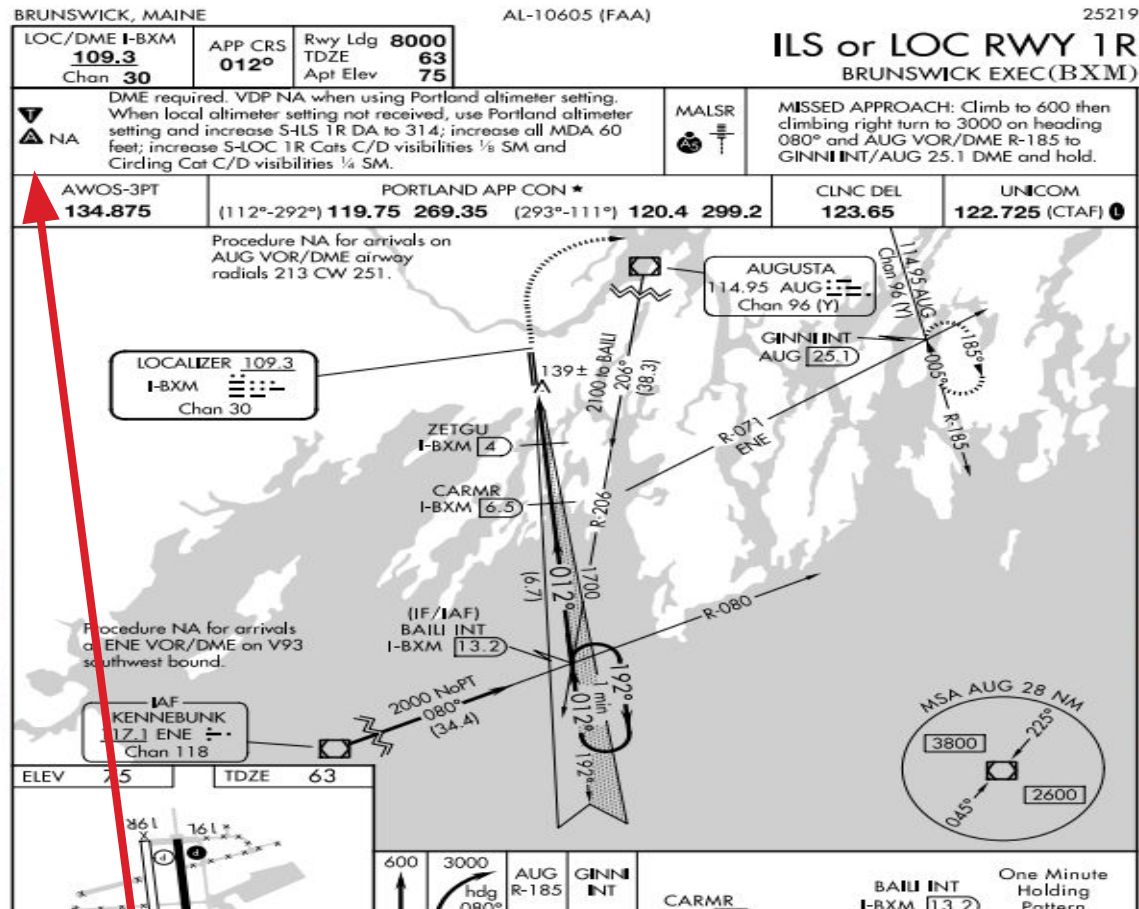 BRUNSWICK, MAINE
AL-10605 (FAA)
25219
LOC/DME I-BXM
109.3
Chan 30
APP CRS
012°
Rwy Ldg 8000
TDZE 63
Apt Elev 75
ILS or LOC RWY 1R
BRUNSWICK EXEC(BXM)
T
A NA
DME required. VDP NA when using Portland altimeter setting.
When local altimeter setting not received, use Portland altimeter
setting and increase S-ILS 1R DA to 314; increase all MDA 60
feet; increase S-LOC 1R Cats C/D visibilities ⅛ SM and
Circling Cat C/D visibilities ¼ SM.
MALSR
A5
MISSED APPROACH: Climb to 600 then
climbing right turn to 3000 on heading
080° and AUG VOR/DME R-185 to
GINNI INT/AUG 25.1 DME and hold.
AWOS-3PT
134.875
PORTLAND APP CON ★
(112°-292°) 119.75 269.35 (293°-111°) 120.4 299.2
CLNC DEL
123.65
UNICOM
122.725 (CTAF) L
Procedure NA for arrivals on
AUG VOR/DME airway
radials 213 CW 251.
AUGUSTA
114.95 AUG
Chan 96 (Y)
114.95 AUG
Chan 96 (Y)
GINNI INT
AUG 25.1
185°
005°
R-185
LOCALIZER 109.3
I-BXM
Chan 30
139±
2100 to BAILI
206°
(38.3)
R-071
ENE
ZETGU
I-BXM 4
CARMR
I-BXM 6.5
R-206
012°
1700
(6.7)
R-080
(IF/IAF)
BAILI INT
I-BXM 13.2
Procedure NA for arrivals
ENE VOR/DME on V93
southwest bound.
192°
1 min
012°
192°
2000 NoPT
080°
(34.4)
IAF
KENNEBUNK
17.1 ENE
Chan 118
MSA AUG 28 NM
3800
225°
2600
045°
ELEV 75
TDZE 63
19R
19L
P
P
600
3000
hdg
080°
AUG
R-185
GINNI
INT
CARMR
BAILI INT
I-BXM 13.2
One Minute
Holding
Pattern